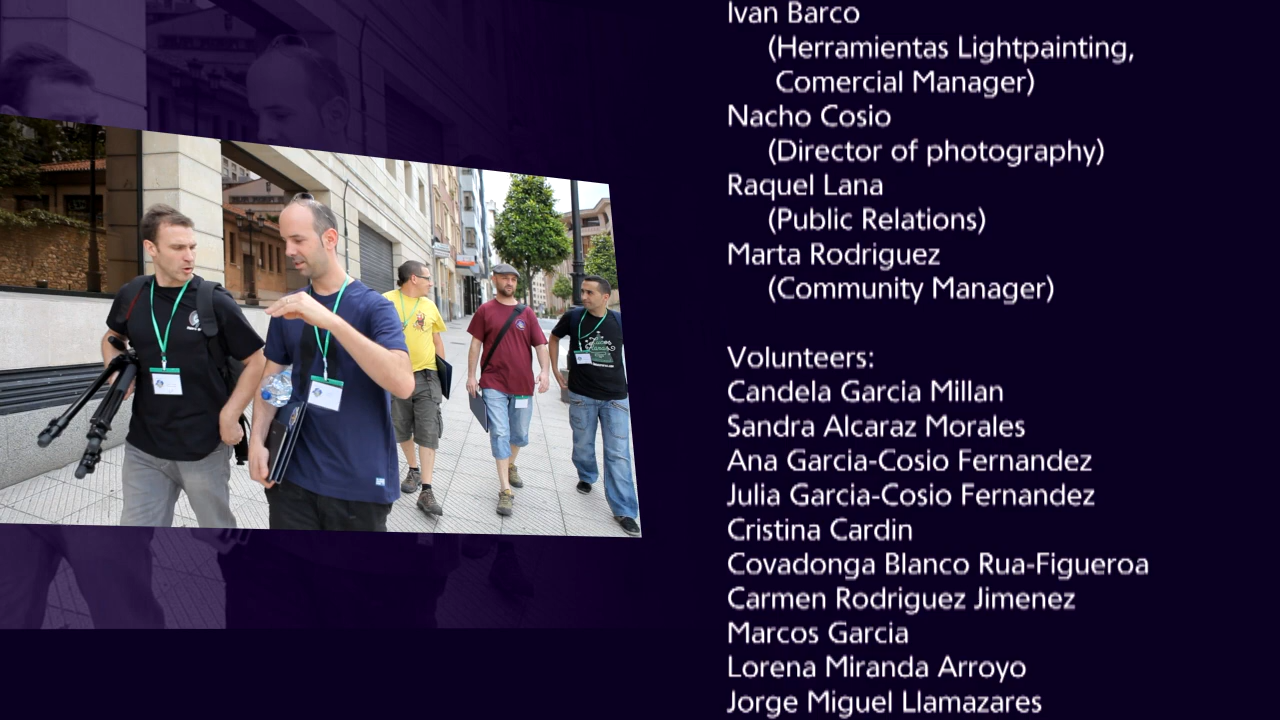 Ivan Barco
(Herramientas Lightpainting,
Comercial Manager)
Nacho Cosio
(Director of photography)
Raquel Lana
(Public Relations)
Marta Rodriguez
(Community Manager)
Volunteers:
Candela Garcia Millan
Sandra Alcaraz Morales
Ana Garcia-Cosio Fernandez
Julia Garcia-Cosio Fernandez
Cristina Cardin
Covadonga Blanco Rua-Figueroa
Carmen Rodriguez Jimenez
Marcos Garcia
Lorena Miranda Arroyo
Jorge Miguel Llamazares